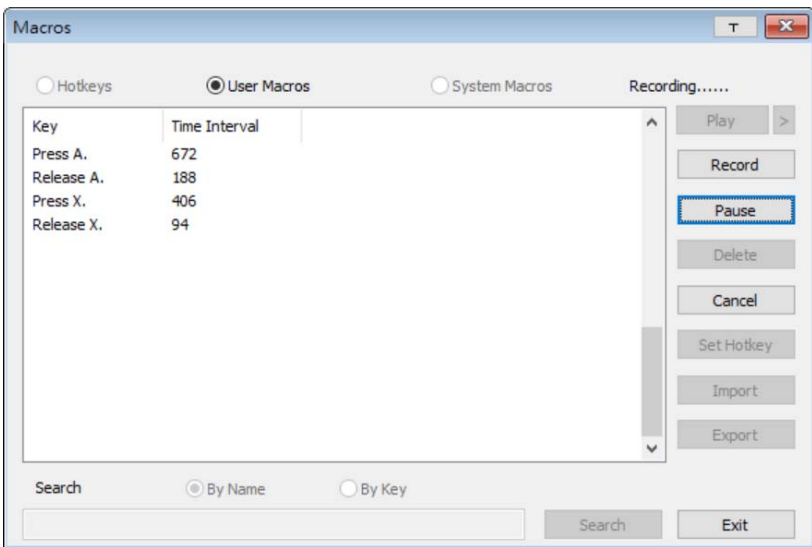 Macros T
Hotkeys User Macros System Macros Recording......
Key Time Interval
Press A. 672
Release A. 188
Press X. 406
Release X. 94
Play >
Record
Pause
Delete
Cancel
Set Hotkey
Import
Export
Search By Name By Key
Search Exit